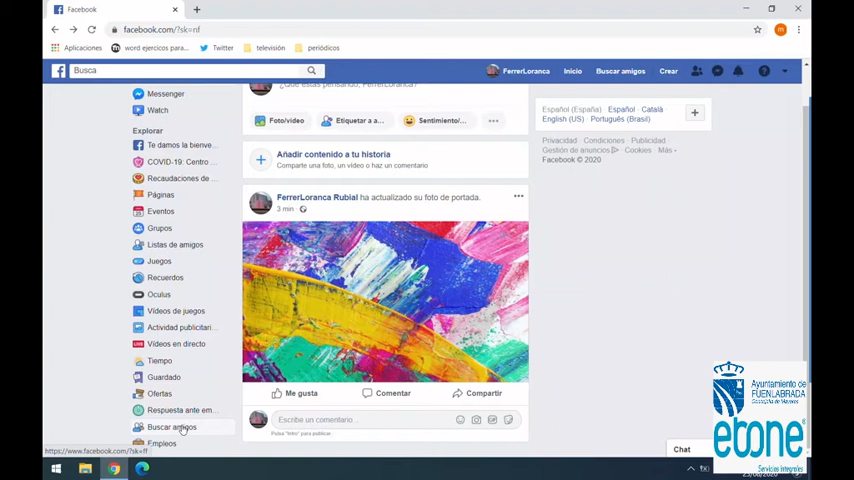 Facebook
facebook.com/?sk=nf
Aplicaciones
word ejercicos para...
Twitter
televisión
periódicos
Busca
FerrerLoranca
Inicio
Buscar amigos
Crear
¿Qué estás pensando, FerrerLoranca?
Foto/vídeo
Etiquetar a a...
Sentimiento/...
Añadir contenido a tu historia
Comparte una foto, un vídeo o haz un comentario
FerrerLoranca Rubial ha actualizado su foto de portada.
3 min
Me gusta
Comentar
Compartir
Escribe un comentario...
Pulsa "Intro" para publicar.
Messenger
Watch
Explorar
Te damos la bienve...
COVID-19: Centro ...
Recaudaciones de ...
Páginas
Eventos
Grupos
Listas de amigos
Juegos
Recuerdos
Oculus
Vídeos de juegos
Actividad publicitari...
Vídeos en directo
Tiempo
Guardado
Ofertas
Respuesta ante em...
Buscar amigos
Empleos
https://www.facebook.com/?sk=ff
Español (España) · Español · Català
English (US) · Português (Brasil)
Privacidad · Condiciones · Publicidad ·
Gestión de anuncios · Cookies · Más
Facebook © 2020
Chat
Ayuntamiento de
FUENLABRADA
etoone
Servicios Integrales